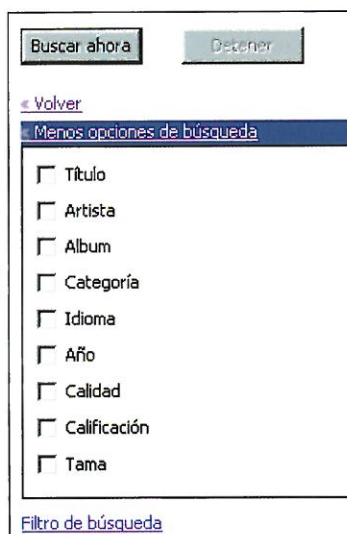 Buscar ahora Detener
« Volver
« Menos opciones de búsqueda
Título
Artista
Album
Categoría
Idioma
Año
Calidad
Calificación
Tama
Filtro de búsqueda